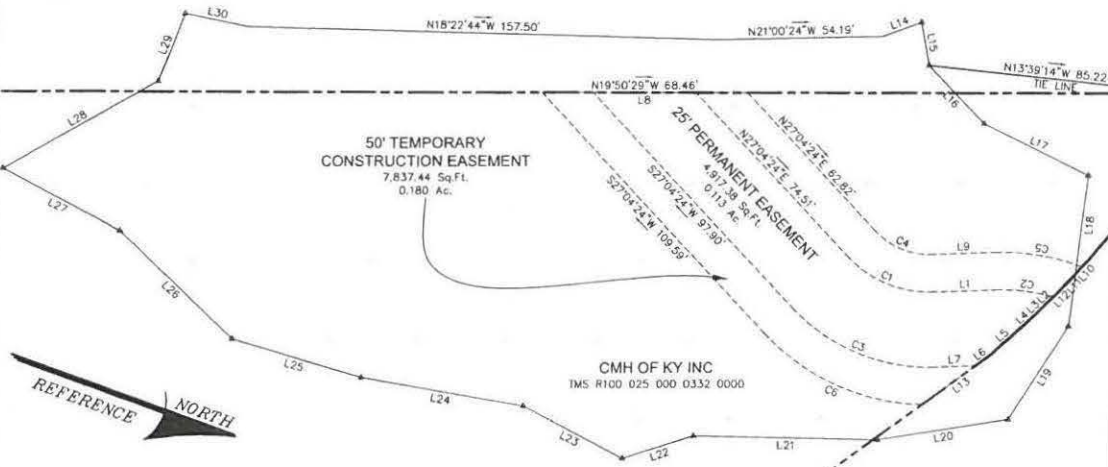 L30
N18°22'44"W 157.50'
N21°00'24"W 54.19'
L14
L29
L15
N13°39'14"W 85.22
TIE LINE
N19°50'29"W 68.46'
L8
L16
L28
L17
50' TEMPORARY
CONSTRUCTION EASEMENT
7,837.44 Sq.Ft.
0.180 Ac.
25' PERMANENT EASEMENT
4,917.38 Sq.Ft.
0.113 Ac.
N27°04'24"E 62.82'
N27°04'24"E 74.51'
S27°04'24"W 97.90'
S27°04'24"W 109.59'
L27
L18
C4
L9
C5
C1
L1
C2
L10
L11
L12
L2
L3
L4
L5
L6
L7
L13
L26
C3
C6
L25
CMH OF KY INC
TMS R100 025 000 0332 0000
L24
L19
REFERENCE NORTH
L23
L22
L21
L20